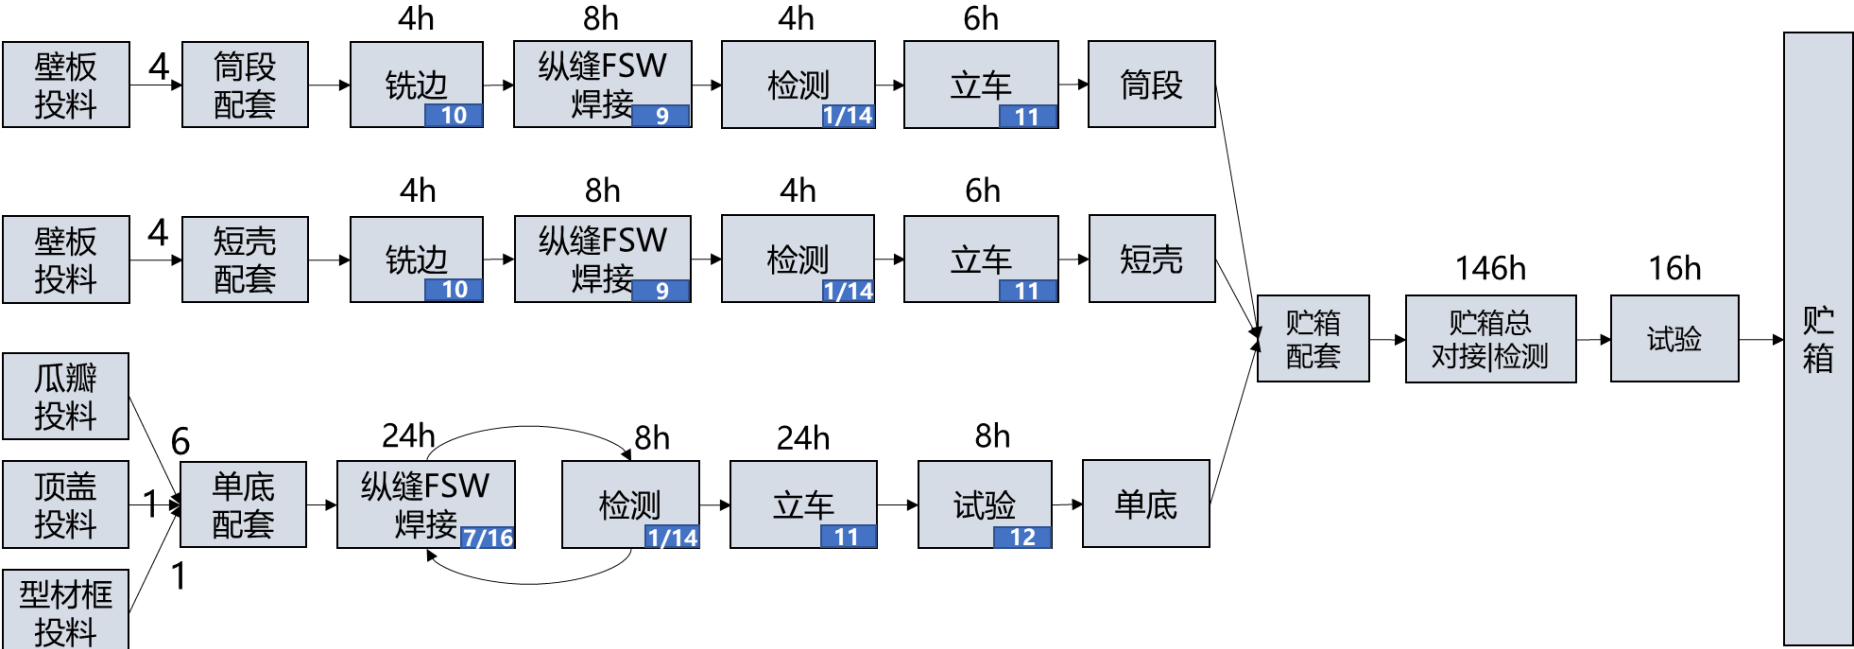 4h
8h
4h
6h
壁板
投料
4
筒段
配套
铣边
10
纵缝FSW
焊接
9
检测
1/14
立车
11
筒段
4h
8h
4h
6h
壁板
投料
4
短壳
配套
铣边
10
纵缝FSW
焊接
9
检测
1/14
立车
11
短壳
146h
16h
贮箱
配套
贮箱总
对接|检测
试验
贮
箱
瓜瓣
投料
6
24h
8h
24h
8h
顶盖
投料
1
单底
配套
纵缝FSW
焊接
7/16
检测
1/14
立车
11
试验
12
单底
型材框
投料
1